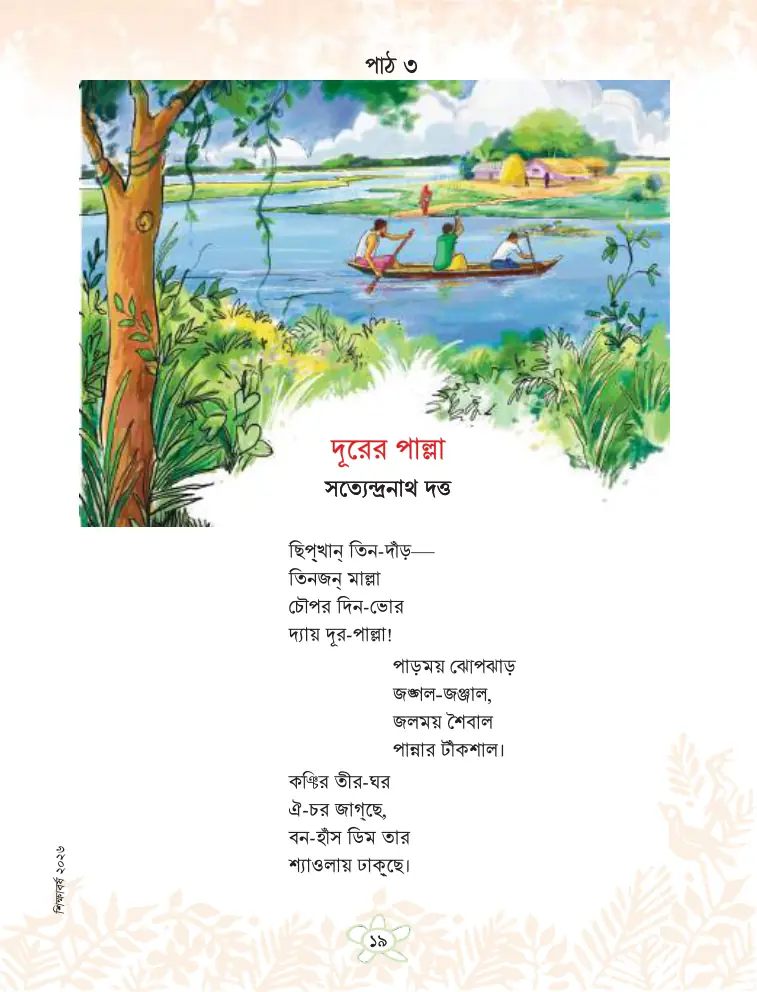 পাঠ ৩
দূরের পাল্লা
সত্যেন্দ্রনাথ দত্ত
ছিপ্‌খান্‌ তিন-দাঁড়—
তিনজন্‌ মাল্লা
চৌপর দিন-ভোর
দ্যায় দূর-পাল্লা!
পাড়ময় ঝোপঝাড়
জঙ্গল-জঞ্জাল,
জলময় শৈবাল
পান্নার টাঁকশাল।
কঞ্চির তীর-ঘর
ঐ-চর জাগ্‌ছে,
বন-হাঁস ডিম তার
শ্যাওলায় ঢাক্‌ছে।
শিক্ষাবর্ষ ২০২৬
১৯